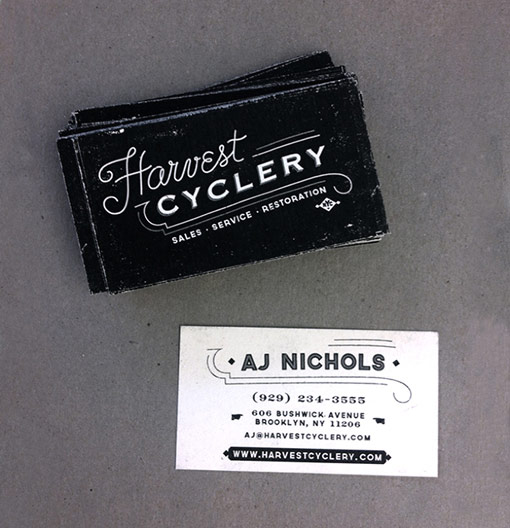 Harvest
CYCLERY
SALES · SERVICE · RESTORATION
AJ NICHOLS
(929) 234-3555
606 BUSHWICK AVENUE
BROOKLYN, NY 11206
AJ@HARVESTCYCLERY.COM
WWW.HARVESTCYCLERY.COM